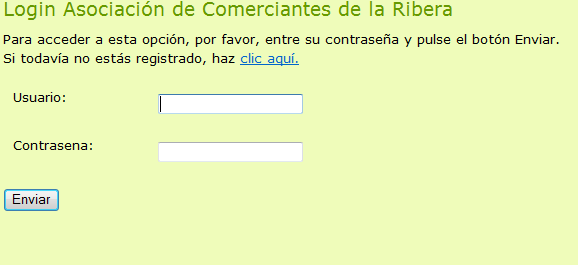 Login Asociación de Comerciantes de la Ribera
Para acceder a esta opción, por favor, entre su contraseña y pulse el botón Enviar.
Si todavía no estás registrado, haz clic aquí.
Usuario:
Contrasena:
Enviar